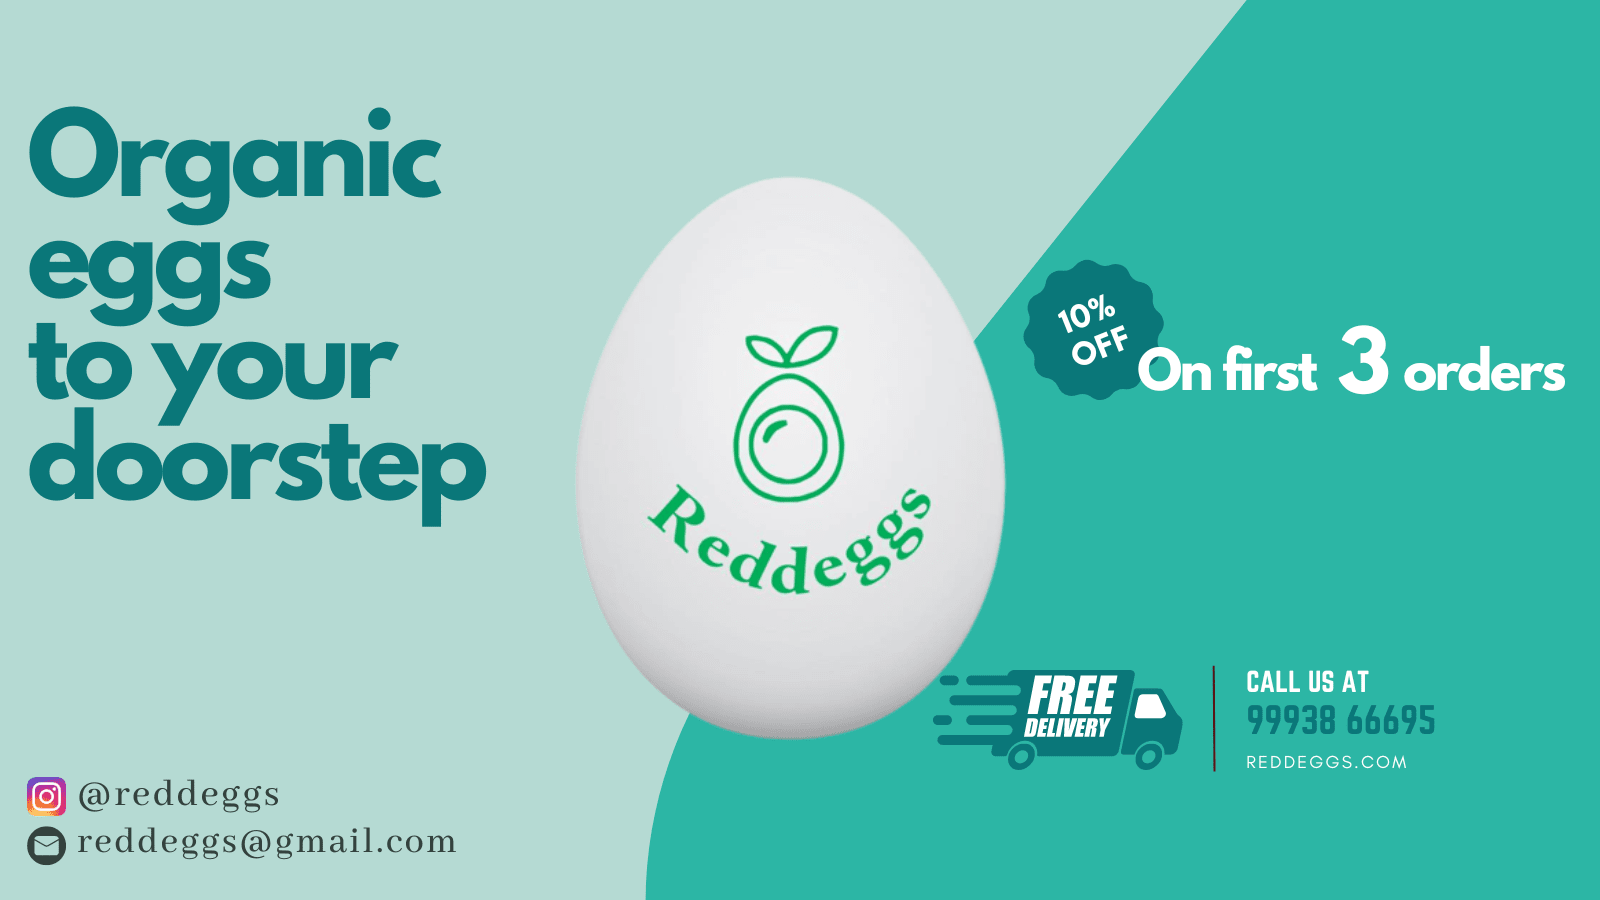 Organic
eggs
to your
doorstep
Reddeggs
10%
OFF
On first 3 orders
FREE
DELIVERY
CALL US AT
99938 66695
REDDEGGS.COM
@reddeggs
reddeggs@gmail.com